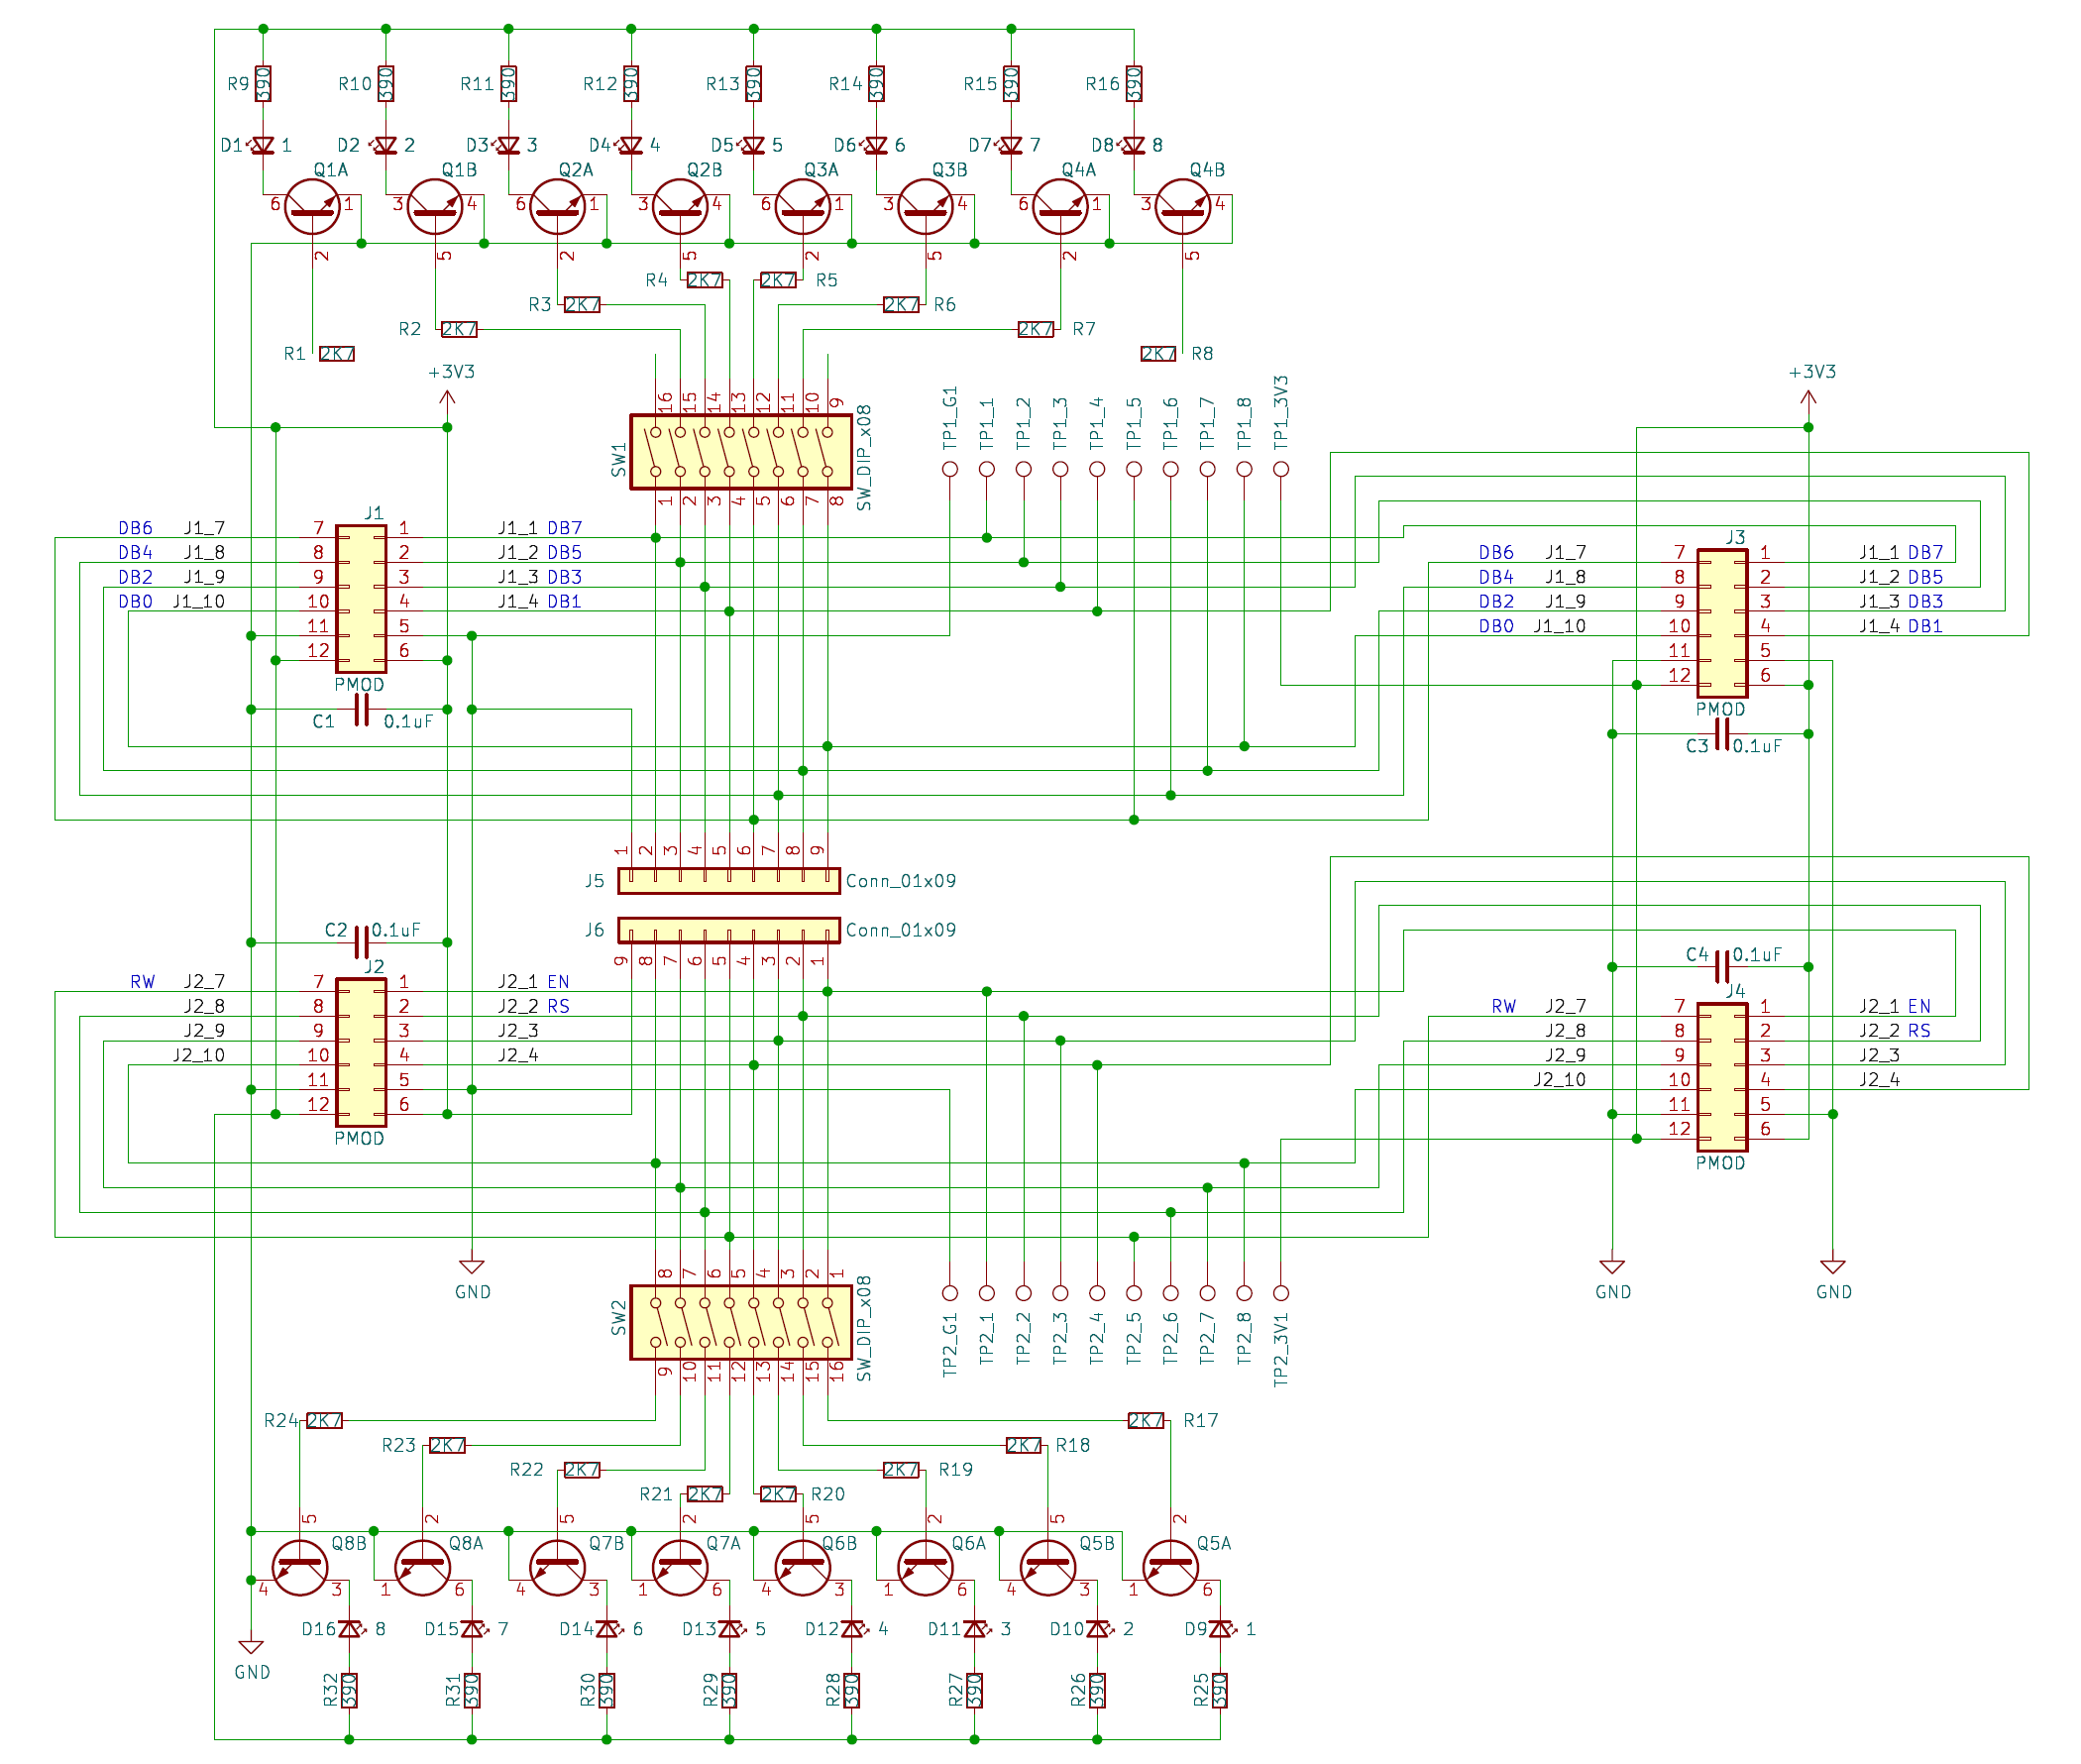 R9 390 R10 390 R11 390 R12 390 R13 390 R14 390 R15 390 R16 390
D1 1 D2 2 D3 3 D4 4 D5 5 D6 6 D7 7 D8 8
Q1A Q1B Q2A Q2B Q3A Q3B Q4A Q4B
6 1 3 4 6 1 3 4 6 1 3 4 6 1 3 4
2 5 2 5 2 5 2 5
R4 2K7 2K7 R5
R3 2K7 2K7 R6
R2 2K7 2K7 R7
R1 2K7 2K7 R8
+3V3 +3V3
16 15 14 13 12 11 10 9
SW1 SW_DIP_x08
1 2 3 4 5 6 7 8
TP1_G1 TP1_1 TP1_2 TP1_3 TP1_4 TP1_5 TP1_6 TP1_7 TP1_8 TP1_3V3
J1
DB6 J1_7 7 1 J1_1 DB7
DB4 J1_8 8 2 J1_2 DB5
DB2 J1_9 9 3 J1_3 DB3
DB0 J1_10 10 4 J1_4 DB1
11 5
12 6
PMOD
C1 0.1uF
J3
DB6 J1_7 7 1 J1_1 DB7
DB4 J1_8 8 2 J1_2 DB5
DB2 J1_9 9 3 J1_3 DB3
DB0 J1_10 10 4 J1_4 DB1
11 5
12 6
PMOD
C3 0.1uF
1 2 3 4 5 6 7 8 9
J5 Conn_01x09
J6 Conn_01x09
9 8 7 6 5 4 3 2 1
C2 0.1uF
J2
RW J2_7 7 1 J2_1 EN
J2_8 8 2 J2_2 RS
J2_9 9 3 J2_3
J2_10 10 4 J2_4
11 5
12 6
PMOD
C4 0.1uF
J4
RW J2_7 7 1 J2_1 EN
J2_8 8 2 J2_2 RS
J2_9 9 3 J2_3
J2_10 10 4 J2_4
11 5
12 6
PMOD
GND GND GND
8 7 6 5 4 3 2 1
SW2 SW_DIP_x08
9 10 11 12 13 14 15 16
TP2_G1 TP2_1 TP2_2 TP2_3 TP2_4 TP2_5 TP2_6 TP2_7 TP2_8 TP2_3V1
R24 2K7 2K7 R17
R23 2K7 2K7 R18
R22 2K7 2K7 R19
R21 2K7 2K7 R20
5 2 5 2 5 2 5 2
Q8B Q8A Q7B Q7A Q6B Q6A Q5B Q5A
4 3 1 6 4 3 1 6 4 3 1 6 4 3 1 6
D16 8 D15 7 D14 6 D13 5 D12 4 D11 3 D10 2 D9 1
GND
R32 390 R31 390 R30 390 R29 390 R28 390 R27 390 R26 390 R25 390